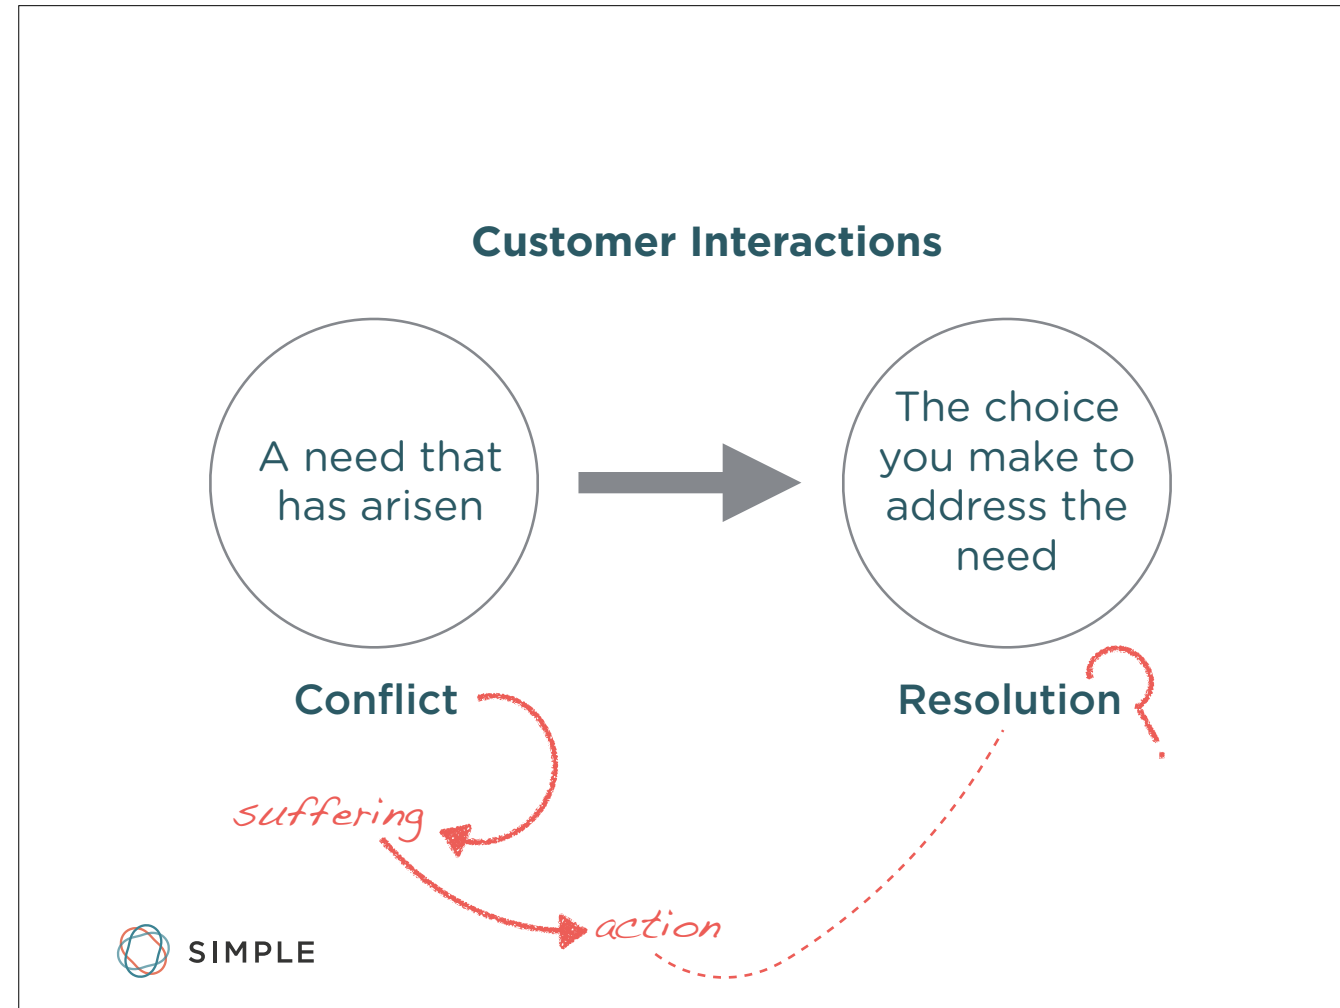 Customer Interactions
A need that
has arisen
The choice
you make to
address the
need
Conflict
Resolution
?
suffering
action
SIMPLE